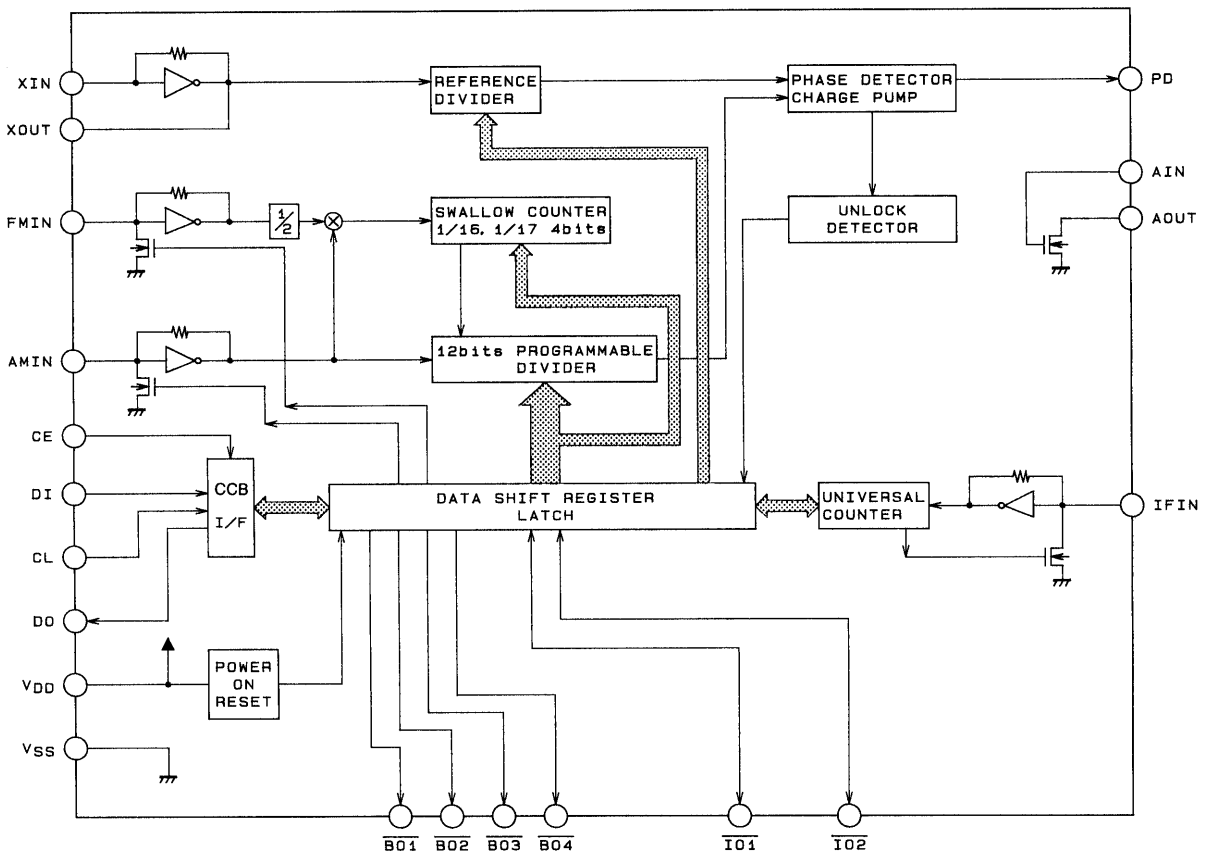 XIN
XOUT
REFERENCE
DIVIDER
PHASE DETECTOR
CHARGE PUMP
PD
AIN
AOUT
FMIN
1/2
SWALLOW COUNTER
1/16, 1/17 4bits
UNLOCK
DETECTOR
AMIN
12bits PROGRAMMABLE
DIVIDER
CE
DI
CL
DO
CCB
I/F
DATA SHIFT REGISTER
LATCH
UNIVERSAL
COUNTER
IFIN
VDD
POWER
ON
RESET
VSS
BO1
BO2
BO3
BO4
IO1
IO2